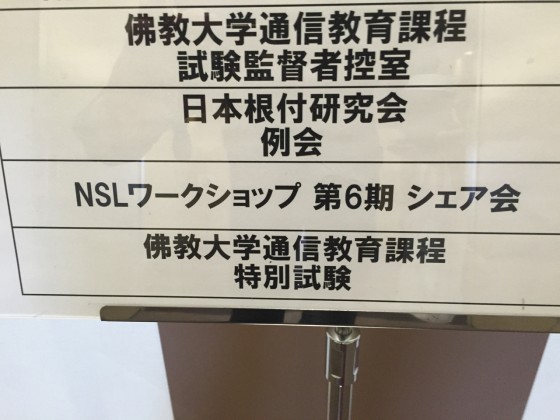 佛教大学通信教育課程
試験監督者控室
日本根付研究会
例会
NSLワークショップ 第6期 シェア会
佛教大学通信教育課程
特別試験